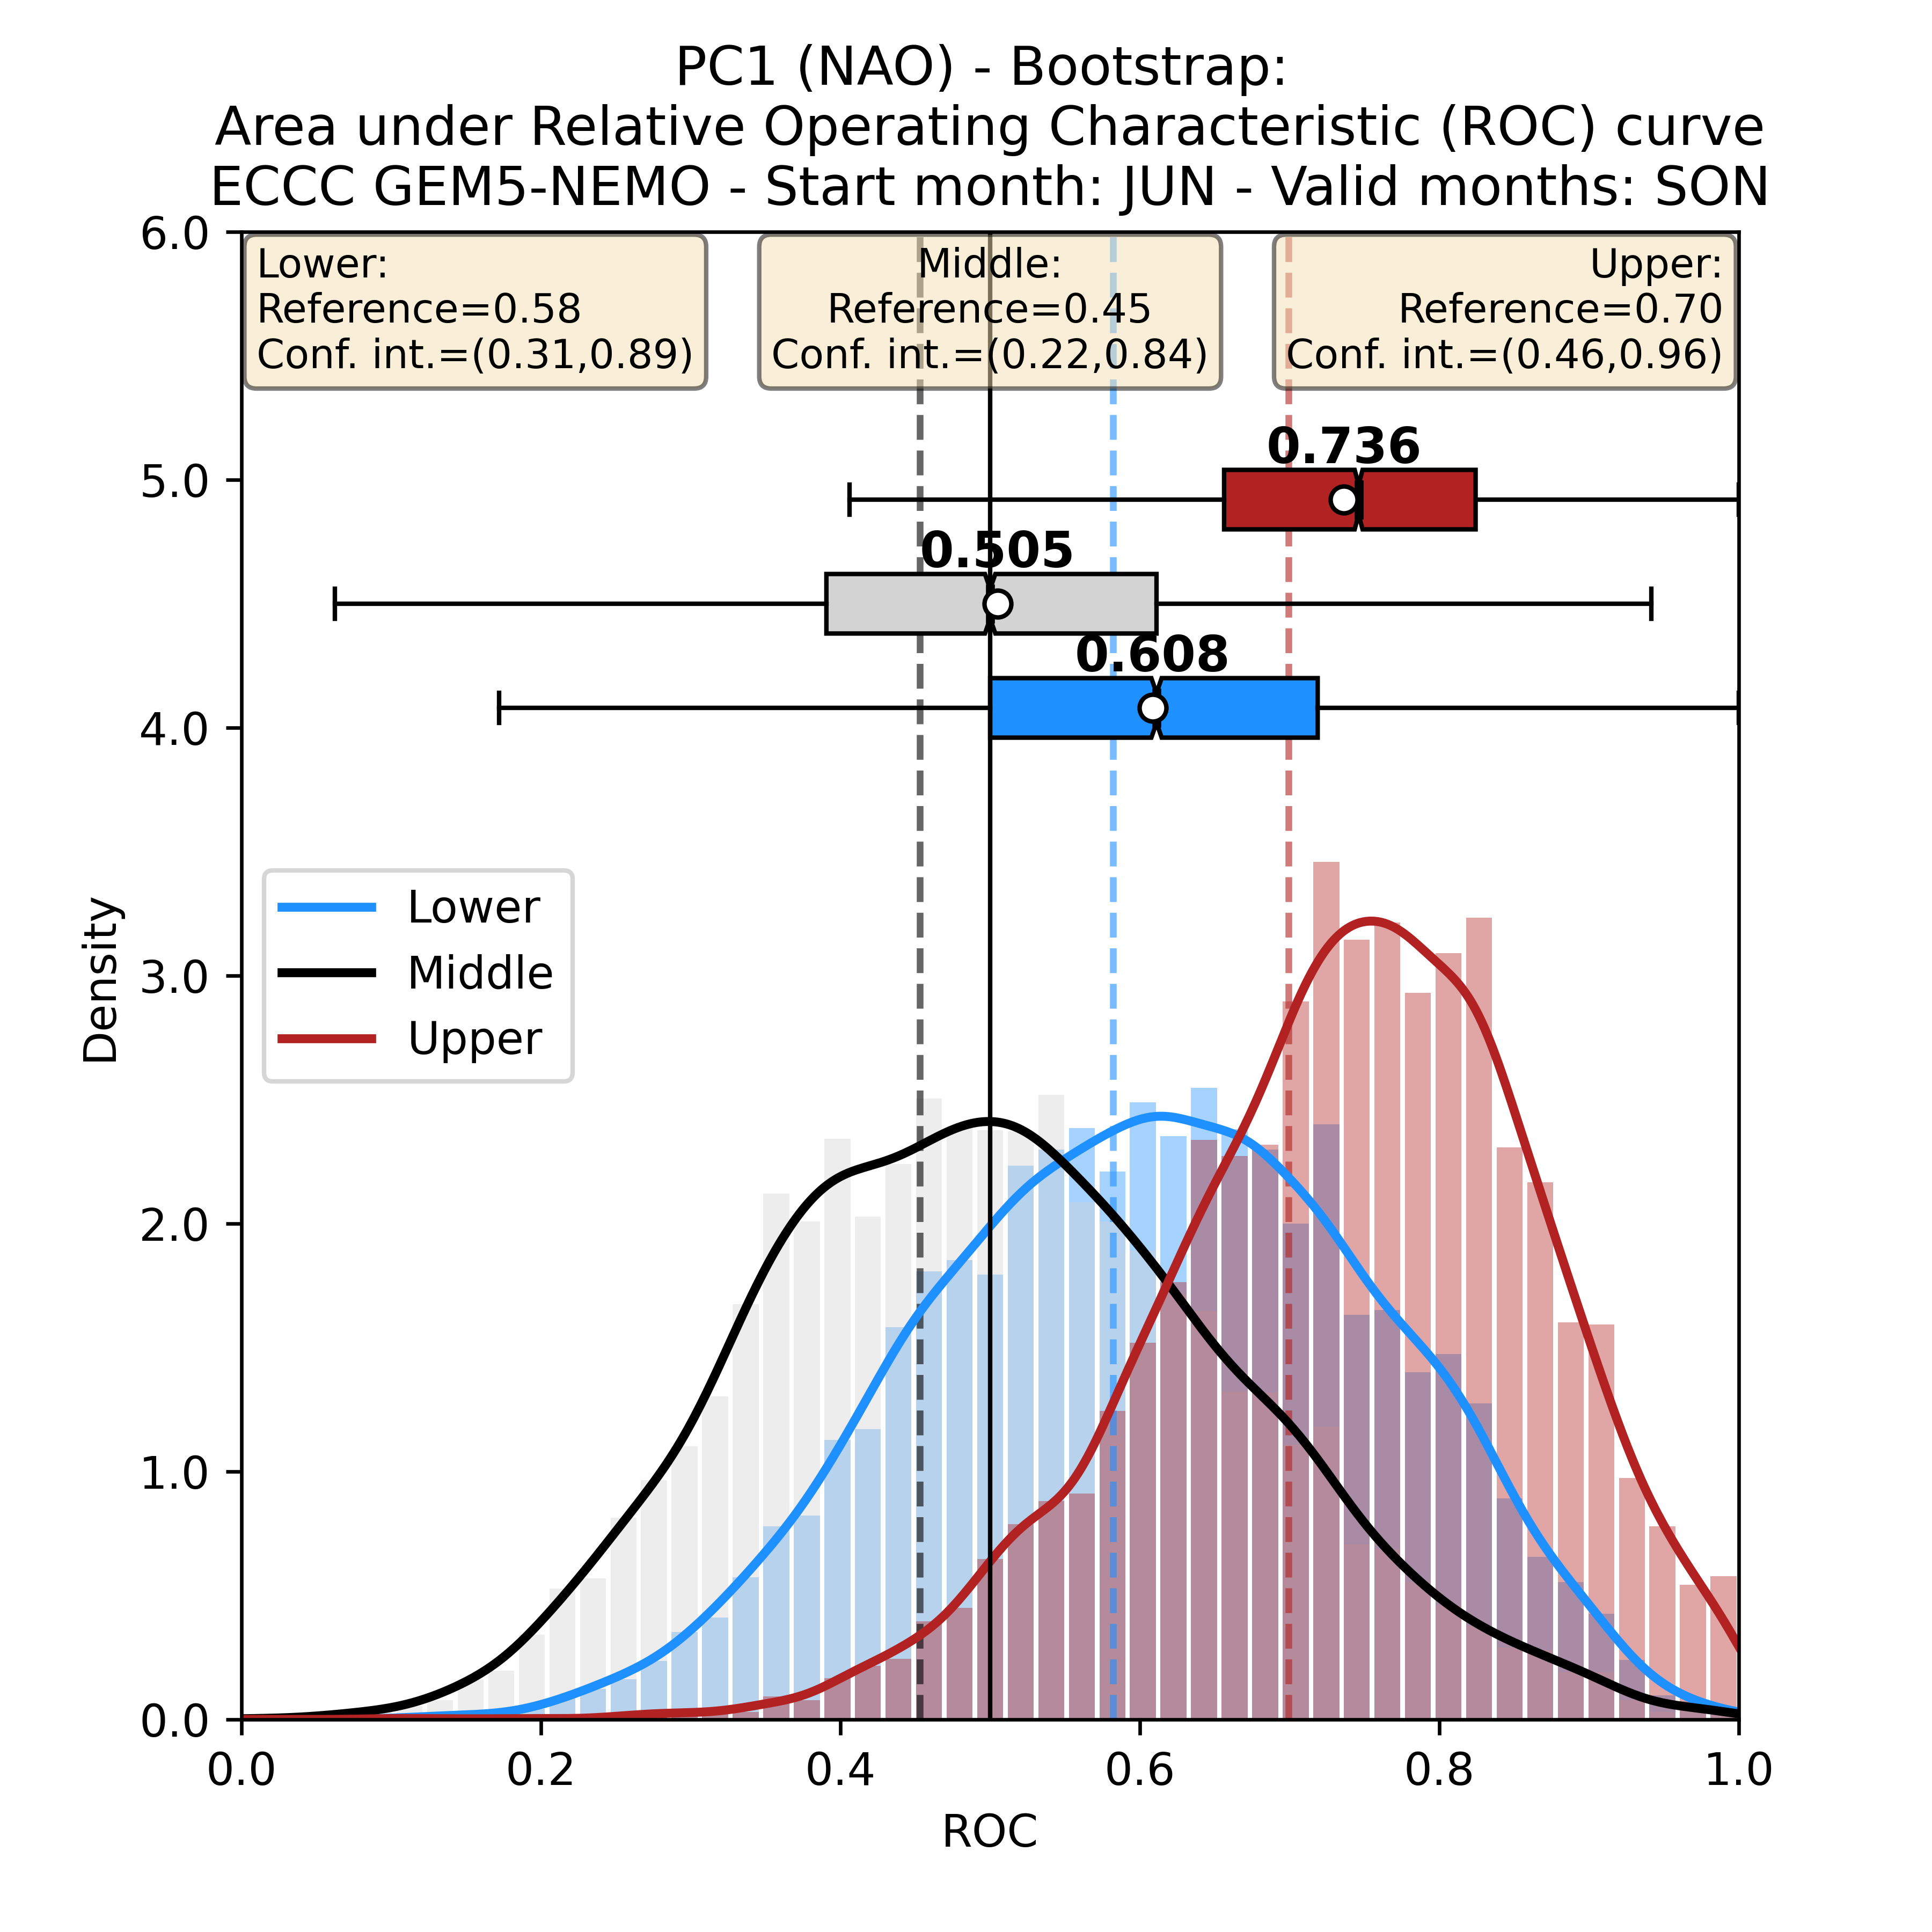 PC1 (NAO) - Bootstrap:
Area under Relative Operating Characteristic (ROC) curve
ECCC GEM5-NEMO - Start month: JUN - Valid months: SON
6.0
Lower:
Reference=0.58
Conf. int.=(0.31,0.89)
Middle:
Reference=0.45
Conf. int.=(0.22,0.84)
Upper:
Reference=0.70
Conf. int.=(0.46,0.96)
0.736
5.0
0.505
0.608
4.0
Lower
Middle
Upper
Density
3.0
2.0
1.0
0.0
0.0
0.2
0.4
0.6
0.8
1.0
ROC